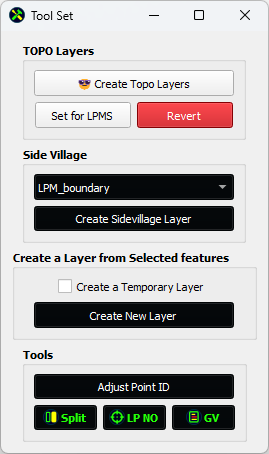 Tool Set
TOPO Layers
Create Topo Layers
Set for LPMS
Revert
Side Village
LPM_boundary
Create Sidevillage Layer
Create a Layer from Selected features
Create a Temporary Layer
Create New Layer
Tools
Adjust Point ID
Split
LP NO
GV